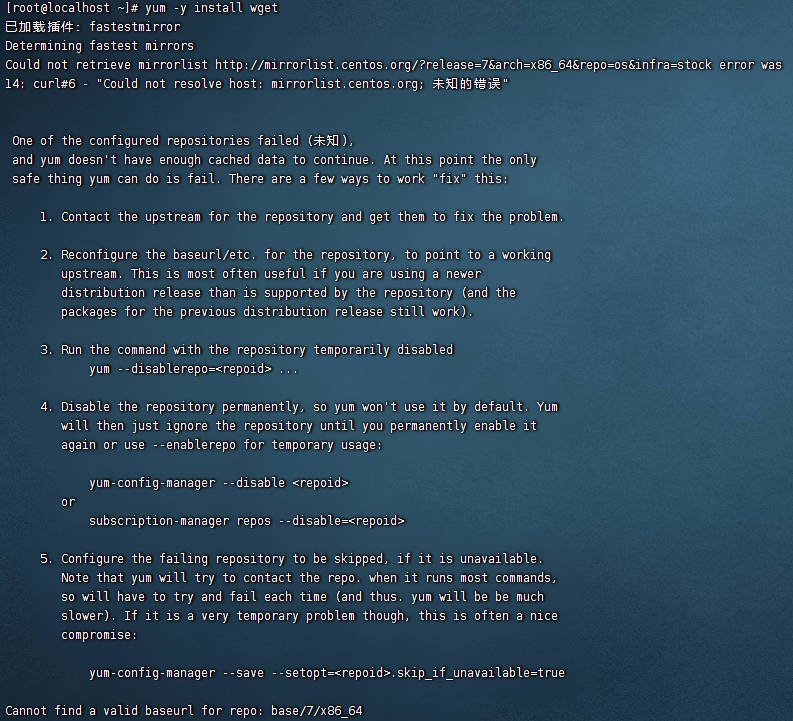 [root@localhost ~]# yum -y install wget
已加载插件: fastestmirror
Determining fastest mirrors
Could not retrieve mirrorlist http://mirrorlist.centos.org/?release=7&arch=x86_64&repo=os&infra=stock error was
14: curl#6 - "Could not resolve host: mirrorlist.centos.org; 未知的错误"
One of the configured repositories failed (未知),
and yum doesn't have enough cached data to continue. At this point the only
safe thing yum can do is fail. There are a few ways to work "fix" this:
1. Contact the upstream for the repository and get them to fix the problem.
2. Reconfigure the baseurl/etc. for the repository, to point to a working
upstream. This is most often useful if you are using a newer
distribution release than is supported by the repository (and the
packages for the previous distribution release still work).
3. Run the command with the repository temporarily disabled
yum --disablerepo=<repoid> ...
4. Disable the repository permanently, so yum won't use it by default. Yum
will then just ignore the repository until you permanently enable it
again or use --enablerepo for temporary usage:
yum-config-manager --disable <repoid>
or
subscription-manager repos --disable=<repoid>
5. Configure the failing repository to be skipped, if it is unavailable.
Note that yum will try to contact the repo. when it runs most commands,
so will have to try and fail each time (and thus. yum will be be much
slower). If it is a very temporary problem though, this is often a nice
compromise:
yum-config-manager --save --setopt=<repoid>.skip_if_unavailable=true
Cannot find a valid baseurl for repo: base/7/x86_64